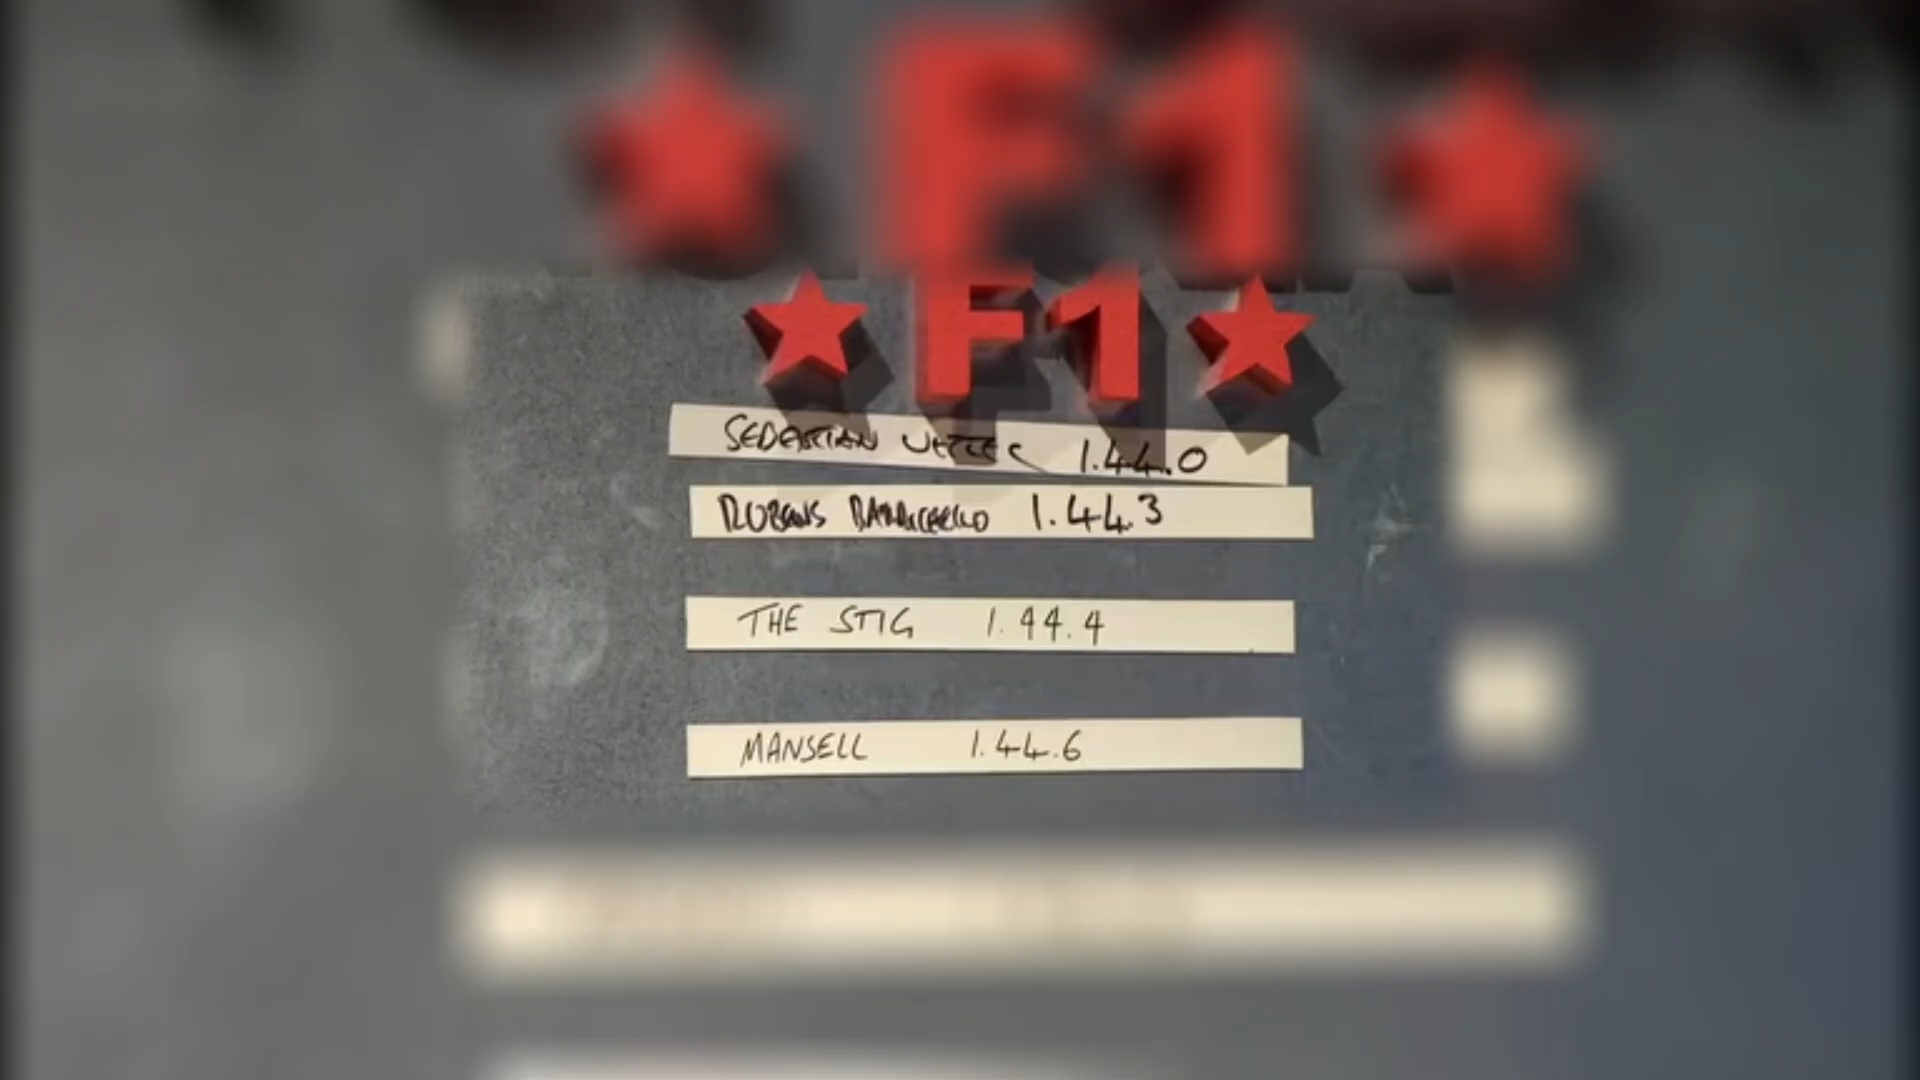 F1
F1
SEBASTIAN VETTEL 1.44.0
RUBENS BARRICHELLO 1.44.3
THE STIG 1.44.4
MANSELL 1.44.6